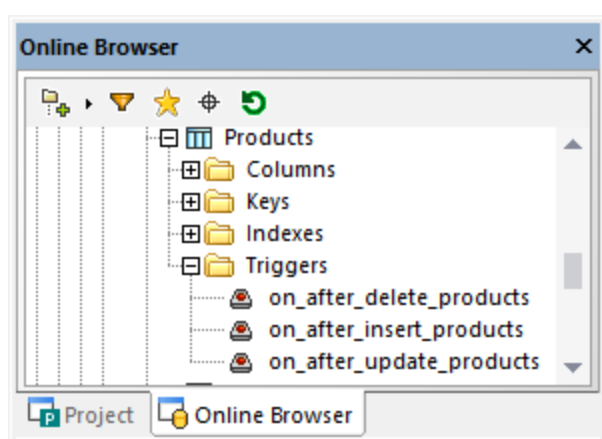 Online Browser
Products
Columns
Keys
Indexes
Triggers
on_after_delete_products
on_after_insert_products
on_after_update_products
Project Online Browser